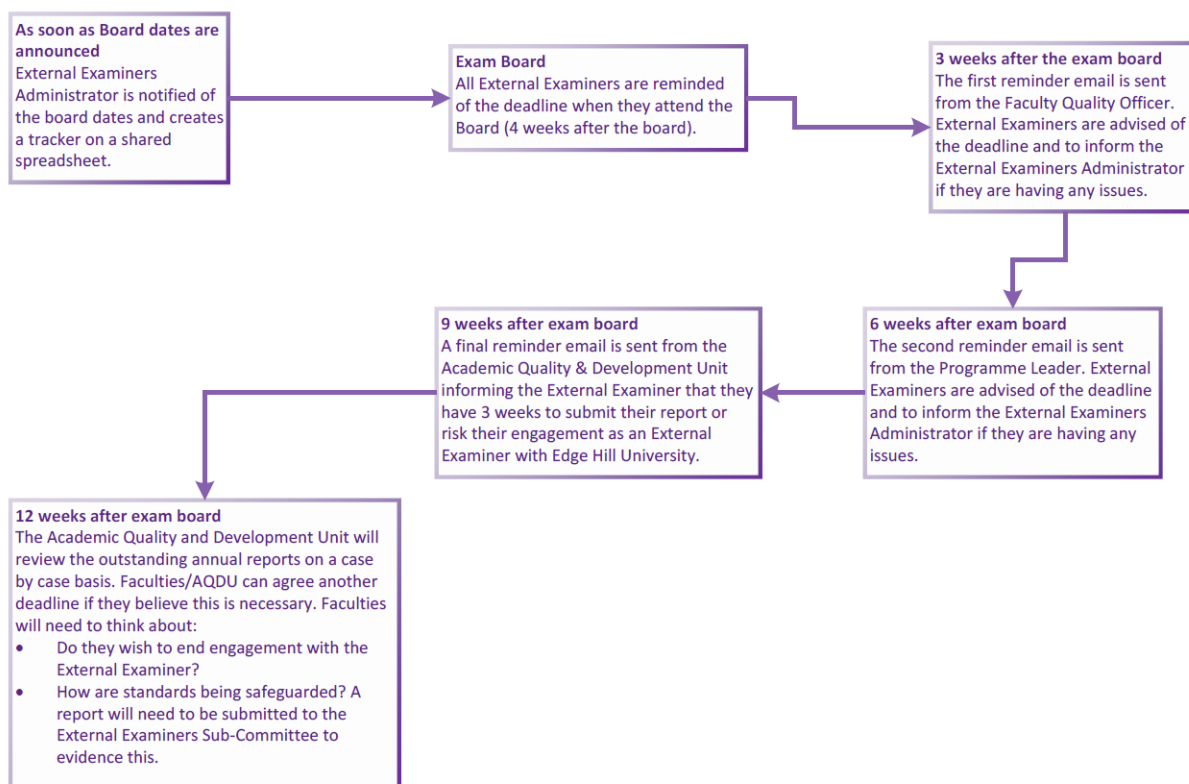 As soon as Board dates are
announced
External Examiners
Administrator is notified of
the board dates and creates
a tracker on a shared
spreadsheet.
Exam Board
All External Examiners are reminded
of the deadline when they attend the
Board (4 weeks after the board).
3 weeks after the exam board
The first reminder email is sent
from the Faculty Quality Officer.
External Examiners are advised of
the deadline and to inform the
External Examiners Administrator
if they are having any issues.
6 weeks after exam board
The second reminder email is sent
from the Programme Leader. External
Examiners are advised of the deadline
and to inform the External Examiners
Administrator if they are having any
issues.
9 weeks after exam board
A final reminder email is sent from the
Academic Quality & Development Unit
informing the External Examiner that they
have 3 weeks to submit their report or
risk their engagement as an External
Examiner with Edge Hill University.
12 weeks after exam board
The Academic Quality and Development Unit will
review the outstanding annual reports on a case
by case basis. Faculties/AQDU can agree another
deadline if they believe this is necessary. Faculties
will need to think about:
• Do they wish to end engagement with the
External Examiner?
• How are standards being safeguarded? A
report will need to be submitted to the
External Examiners Sub-Committee to
evidence this.